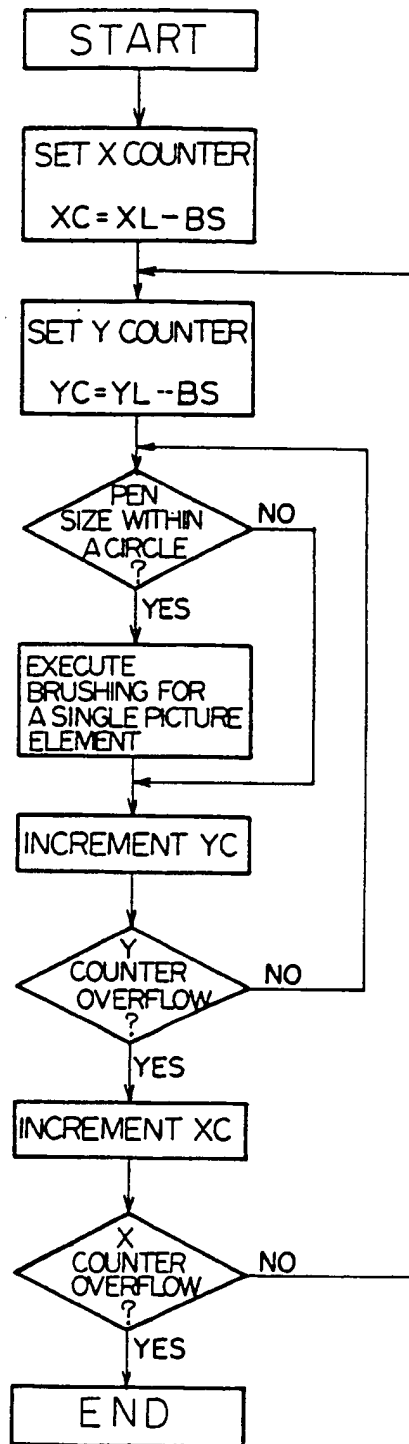 START
SET X COUNTER
XC=XL-BS
SET Y COUNTER
YC=YL--BS
PEN
SIZE WITHIN
A CIRCLE
?
NO
YES
EXECUTE
BRUSHING FOR
A SINGLE PICTURE
ELEMENT
INCREMENT YC
Y
COUNTER
OVERFLOW
?
NO
YES
INCREMENT XC
X
COUNTER
OVERFLOW
?
NO
YES
END